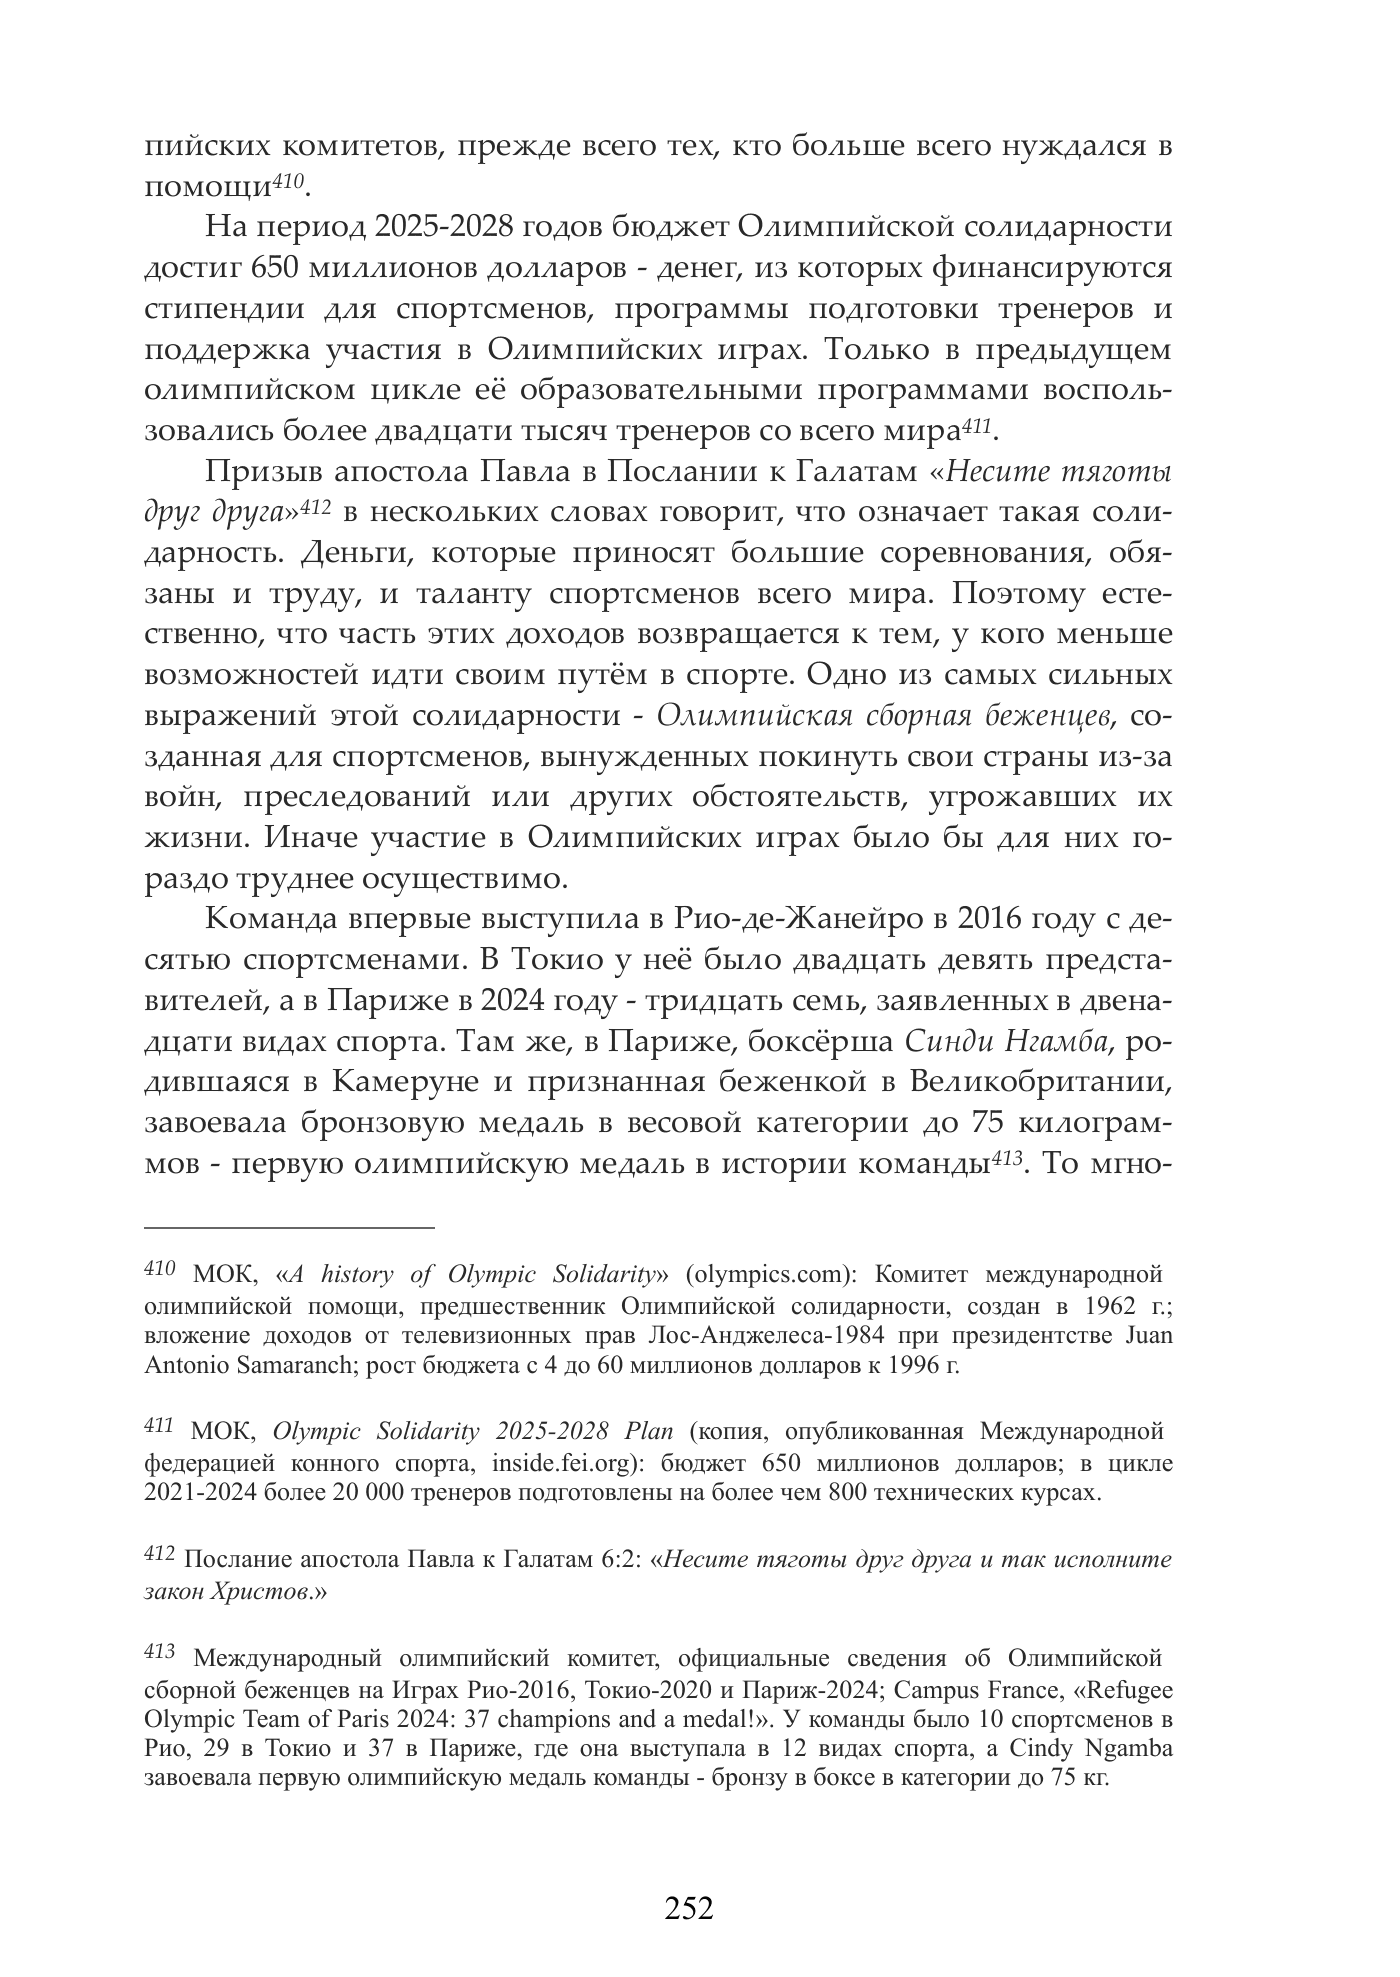 пийских комитетов, прежде всего тех, кто больше всего нуждался в
помощи410.
На период 2025-2028 годов бюджет Олимпийской солидарности
достиг 650 миллионов долларов - денег, из которых финансируются
стипендии для спортсменов, программы подготовки тренеров и
поддержка участия в Олимпийских играх. Только в предыдущем
олимпийском цикле её образовательными программами восполь-
зовались более двадцати тысяч тренеров со всего мира411.
Призыв апостола Павла в Послании к Галатам «Несите тяготы
друг друга»412 в нескольких словах говорит, что означает такая соли-
дарность. Деньги, которые приносят большие соревнования, обя-
заны и труду, и таланту спортсменов всего мира. Поэтому есте-
ственно, что часть этих доходов возвращается к тем, у кого меньше
возможностей идти своим путём в спорте. Одно из самых сильных
выражений этой солидарности - Олимпийская сборная беженцев, со-
зданная для спортсменов, вынужденных покинуть свои страны из-за
войн, преследований или других обстоятельств, угрожавших их
жизни. Иначе участие в Олимпийских играх было бы для них го-
раздо труднее осуществимо.
Команда впервые выступила в Рио-де-Жанейро в 2016 году с де-
сятью спортсменами. В Токио у неё было двадцать девять предста-
вителей, а в Париже в 2024 году - тридцать семь, заявленных в двена-
дцати видах спорта. Там же, в Париже, боксёрша Синди Нгамба, ро-
дившаяся в Камеруне и признанная беженкой в Великобритании,
завоевала бронзовую медаль в весовой категории до 75 килограм-
мов - первую олимпийскую медаль в истории команды413. То мгно-
410 МОК, «A history of Olympic Solidarity» (olympics.com): Комитет международной
олимпийской помощи, предшественник Олимпийской солидарности, создан в 1962 г.;
вложение доходов от телевизионных прав Лос-Анджелеса-1984 при президентстве Juan
Antonio Samaranch; рост бюджета с 4 до 60 миллионов долларов к 1996 г.
411 МОК, Olympic Solidarity 2025-2028 Plan (копия, опубликованная Международной
федерацией конного спорта, inside.fei.org): бюджет 650 миллионов долларов; в цикле
2021-2024 более 20 000 тренеров подготовлены на более чем 800 технических курсах.
412 Послание апостола Павла к Галатам 6:2: «Несите тяготы друг друга и так исполните
закон Христов.»
413 Международный олимпийский комитет, официальные сведения об Олимпийской
сборной беженцев на Играх Рио-2016, Токио-2020 и Париж-2024; Campus France, «Refugee
Olympic Team of Paris 2024: 37 champions and a medal!». У команды было 10 спортсменов в
Рио, 29 в Токио и 37 в Париже, где она выступала в 12 видах спорта, а Cindy Ngamba
завоевала первую олимпийскую медаль команды - бронзу в боксе в категории до 75 кг.
252